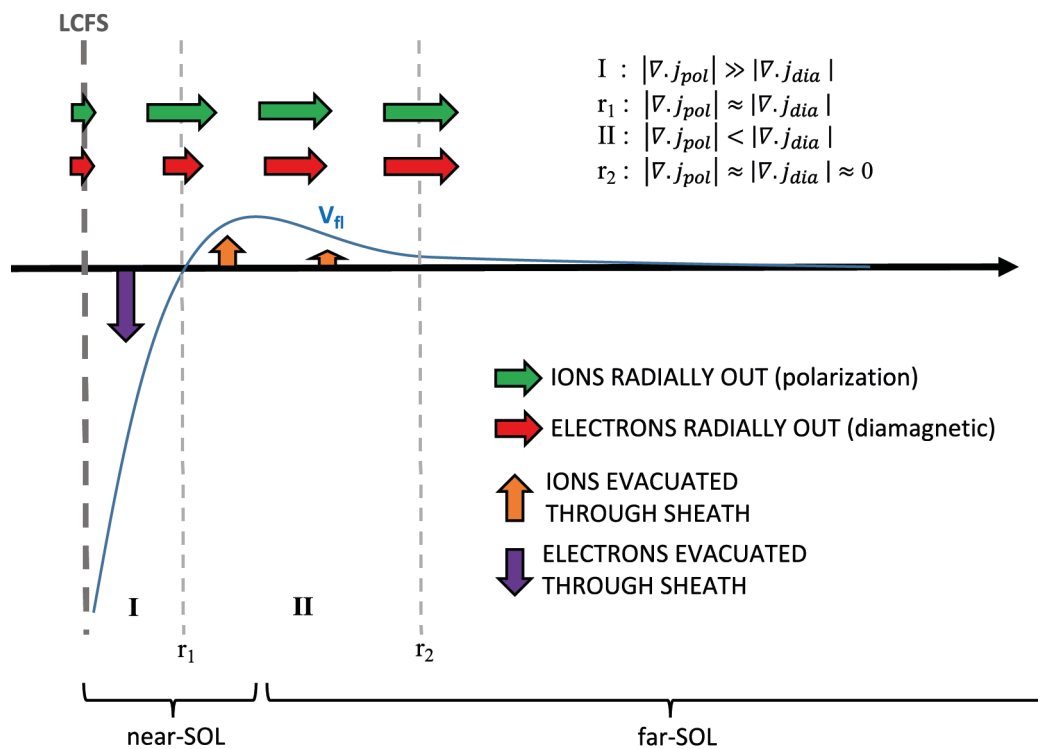 LCFS
I : |∇. j_pol| ≫ |∇. j_dia|
r₁ : |∇. j_pol| ≈ |∇. j_dia|
II : |∇. j_pol| < |∇. j_dia|
r₂ : |∇. j_pol| ≈ |∇. j_dia| ≈ 0
V_fl
IONS RADIALLY OUT (polarization)
ELECTRONS RADIALLY OUT (diamagnetic)
IONS EVACUATED
THROUGH SHEATH
ELECTRONS EVACUATED
THROUGH SHEATH
I
II
r₁
r₂
near-SOL
far-SOL